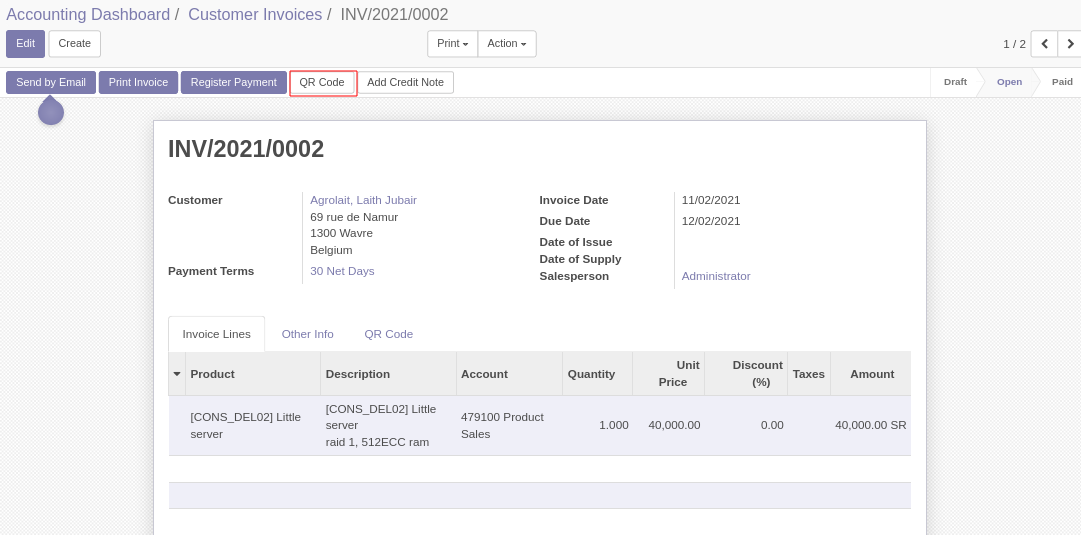 Accounting Dashboard / Customer Invoices / INV/2021/0002
Edit Create Print Action 1 / 2
Send by Email Print Invoice Register Payment QR Code Add Credit Note Draft Open Paid
INV/2021/0002
Customer Agrolait, Laith Jubair Invoice Date 11/02/2021
69 rue de Namur Due Date 12/02/2021
1300 Wavre
Date of Issue
Belgium
Date of Supply
Payment Terms 30 Net Days Salesperson Administrator
Invoice Lines Other Info QR Code
Product Description Account Quantity Unit Price Discount (%) Taxes Amount
[CONS_DEL02] Little server [CONS_DEL02] Little server raid 1, 512ECC ram 479100 Product Sales 1.000 40,000.00 0.00 40,000.00 SR